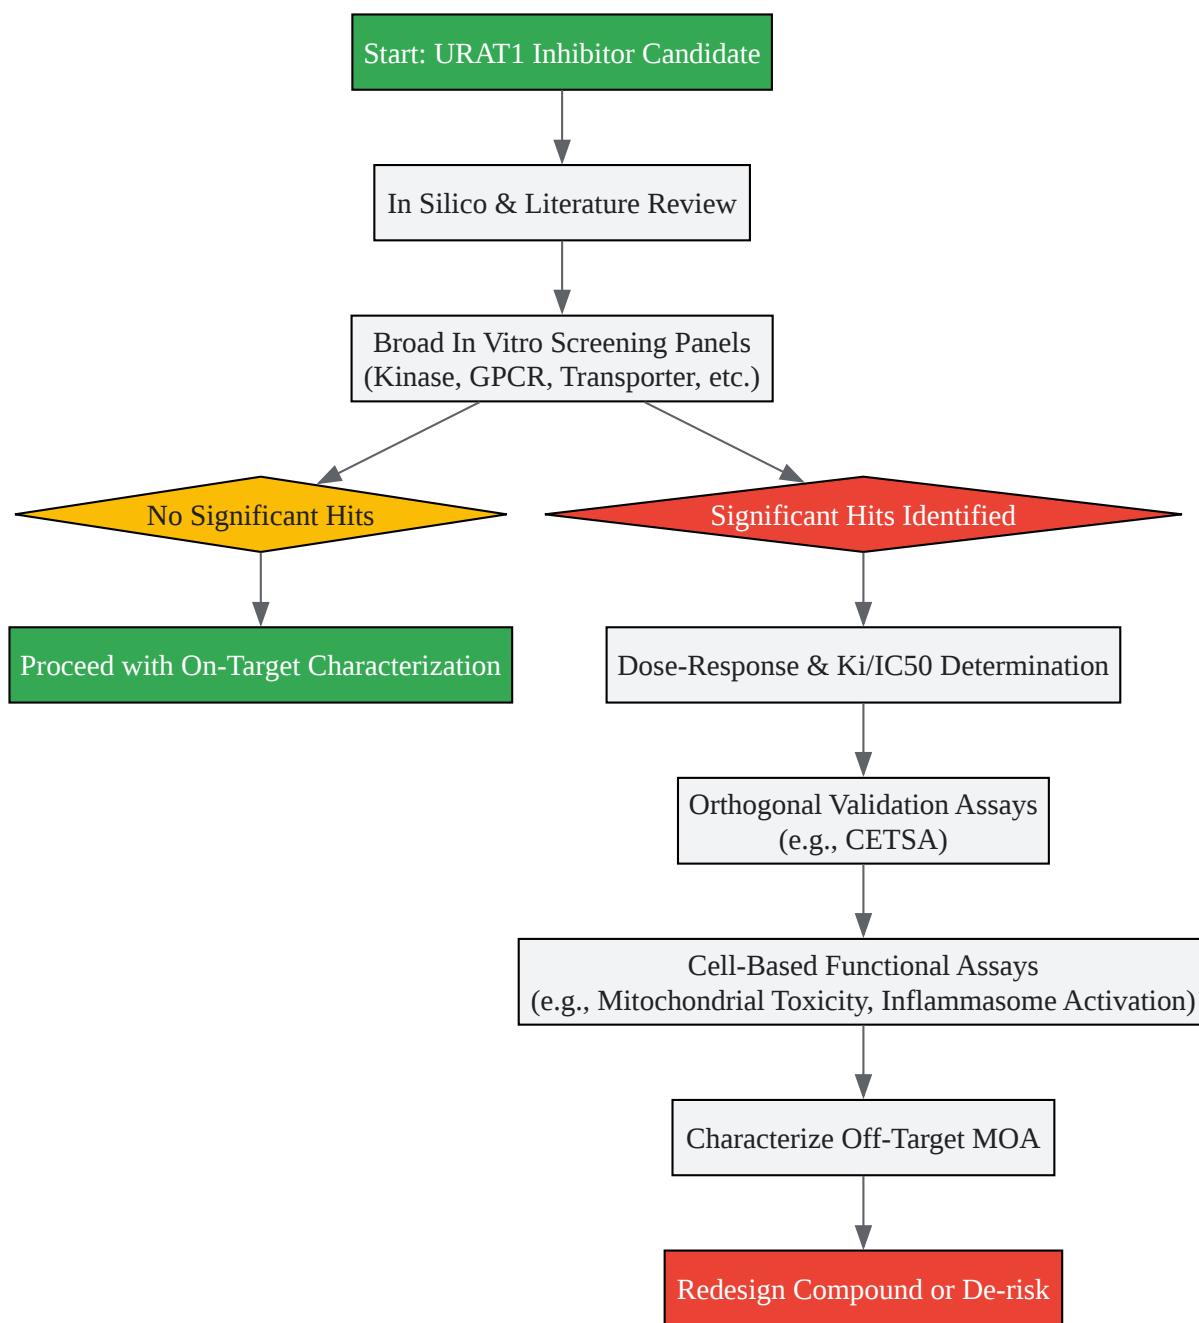 Start: URAT1 Inhibitor Candidate
In Silico & Literature Review
Broad In Vitro Screening Panels
(Kinase, GPCR, Transporter, etc.)
No Significant Hits
Significant Hits Identified
Proceed with On-Target Characterization
Dose-Response & Ki/IC50 Determination
Orthogonal Validation Assays
(e.g., CETSA)
Cell-Based Functional Assays
(e.g., Mitochondrial Toxicity, Inflammasome Activation)
Characterize Off-Target MOA
Redesign Compound or De-risk